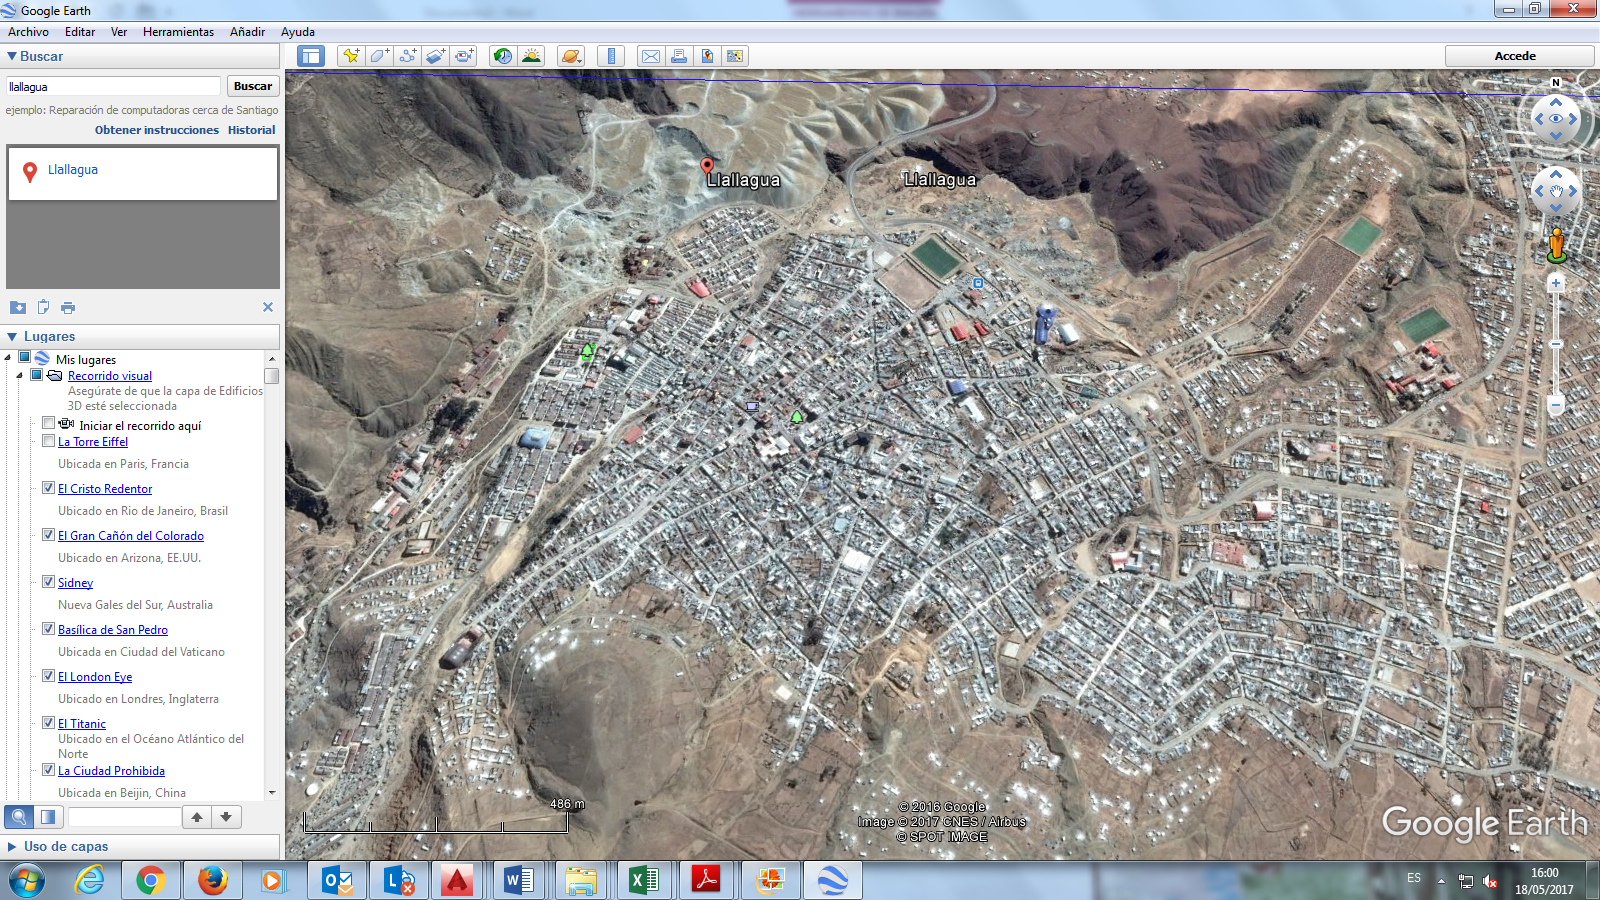 Google Earth
Archivo Editar Ver Herramientas Añadir Ayuda
Buscar
llallagua
Buscar
ejemplo: Reparación de computadoras cerca de Santiago
Obtener instrucciones Historial
Llallagua
Lugares
Mis lugares
Recorrido visual
Asegúrate de que la capa de Edificios
3D esté seleccionada
Iniciar el recorrido aquí
La Torre Eiffel
Ubicada en Paris, Francia
El Cristo Redentor
Ubicado en Rio de Janeiro, Brasil
El Gran Cañón del Colorado
Ubicado en Arizona, EE.UU.
Sidney
Nueva Gales del Sur, Australia
Basílica de San Pedro
Ubicada en Ciudad del Vaticano
El London Eye
Ubicado en Londres, Inglaterra
El Titanic
Ubicado en el Océano Atlántico del
Norte
La Ciudad Prohibida
Ubicada en Beijin, China
Uso de capas
Accede
N
Llallagua
Llallagua
486 m
© 2016 Google
Image © 2017 CNES / Airbus
© SPOT IMAGE
Google Earth
ES
16:00
18/05/2017